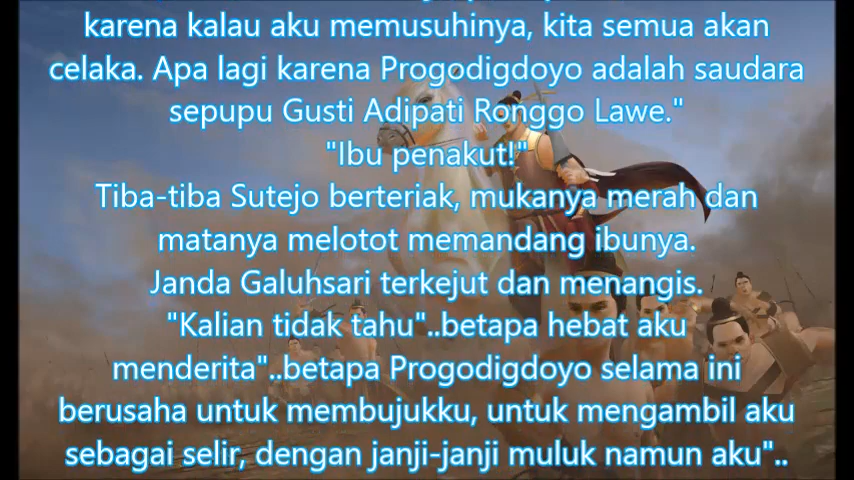 karena kalau aku memusuhinya, kita semua akan
celaka. Apa lagi karena Progodigdoyo adalah saudara
sepupu Gusti Adipati Ronggo Lawe."
"Ibu penakut!"
Tiba-tiba Sutejo berteriak, mukanya merah dan
matanya melotot memandang ibunya.
Janda Galuhsari terkejut dan menangis.
"Kalian tidak tahu"..betapa hebat aku
menderita"..betapa Progodigdoyo selama ini
berusaha untuk membujukku, untuk mengambil aku
sebagai selir, dengan janji-janji muluk namun aku"..